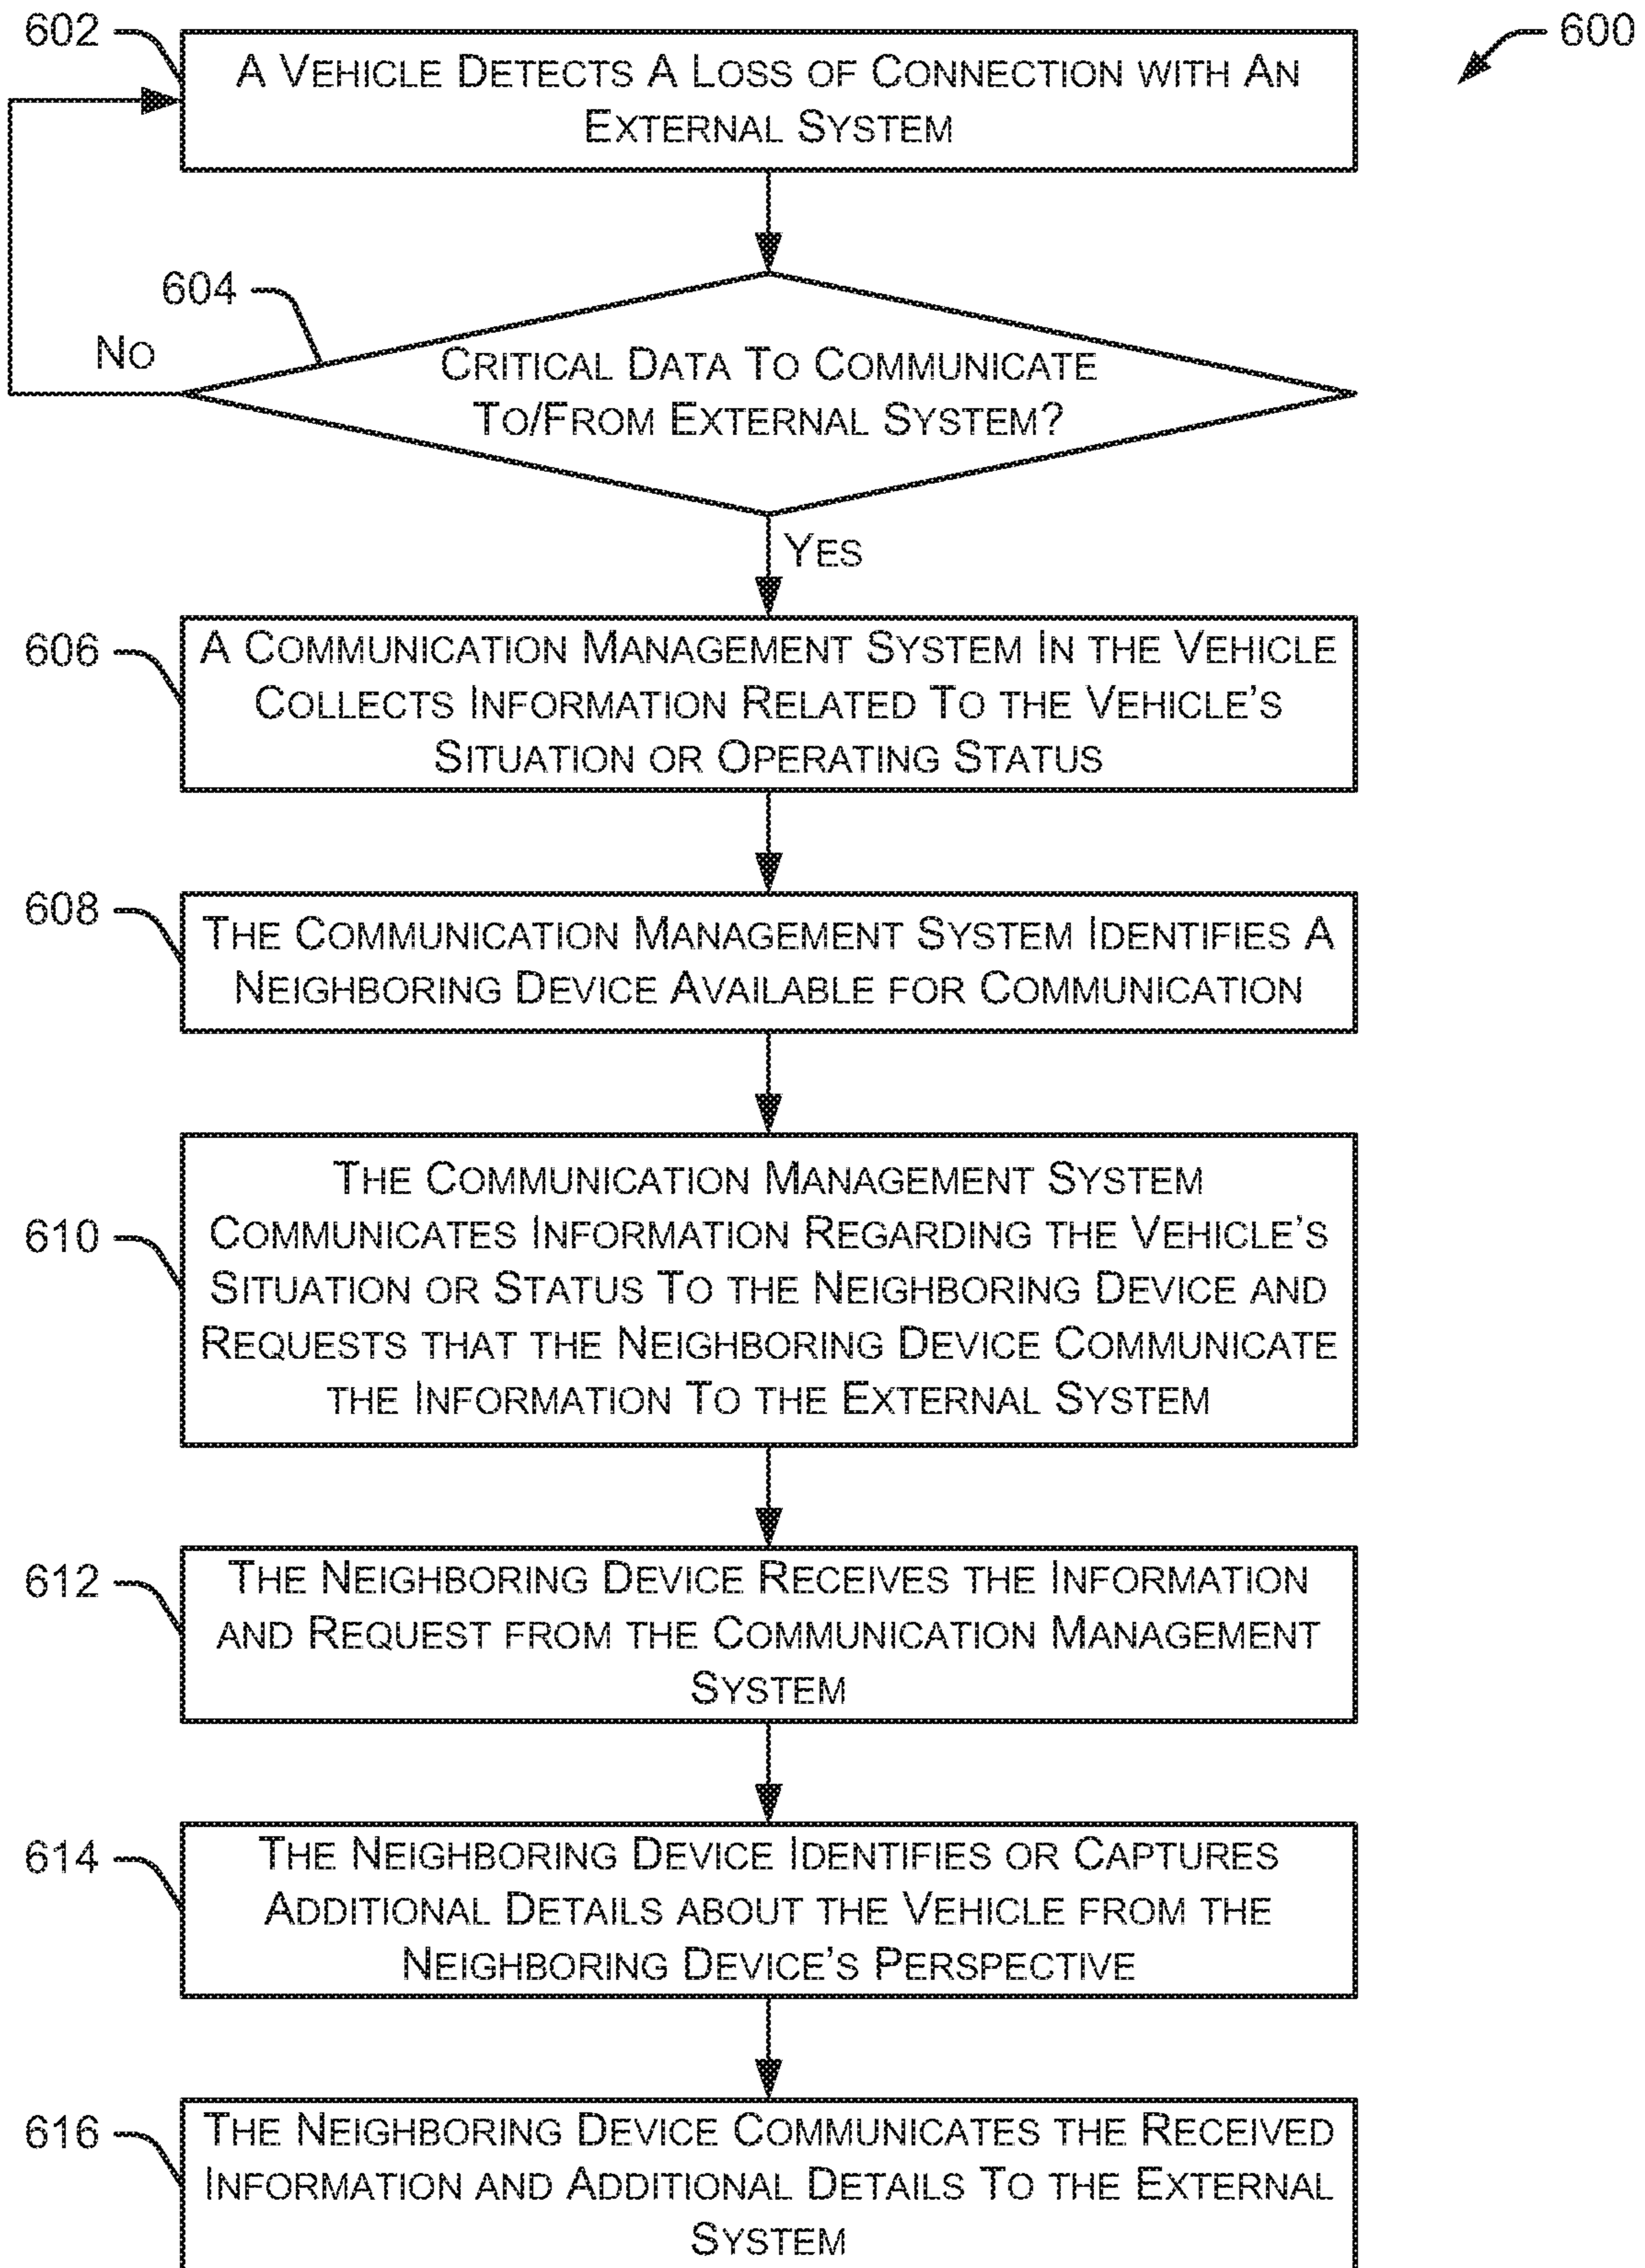 602
600
A VEHICLE DETECTS A LOSS OF CONNECTION WITH AN
EXTERNAL SYSTEM
604
NO
CRITICAL DATA TO COMMUNICATE
TO/FROM EXTERNAL SYSTEM?
YES
606
A COMMUNICATION MANAGEMENT SYSTEM IN THE VEHICLE
COLLECTS INFORMATION RELATED TO THE VEHICLE'S
SITUATION OR OPERATING STATUS
608
THE COMMUNICATION MANAGEMENT SYSTEM IDENTIFIES A
NEIGHBORING DEVICE AVAILABLE FOR COMMUNICATION
610
THE COMMUNICATION MANAGEMENT SYSTEM
COMMUNICATES INFORMATION REGARDING THE VEHICLE'S
SITUATION OR STATUS TO THE NEIGHBORING DEVICE AND
REQUESTS THAT THE NEIGHBORING DEVICE COMMUNICATE
THE INFORMATION TO THE EXTERNAL SYSTEM
612
THE NEIGHBORING DEVICE RECEIVES THE INFORMATION
AND REQUEST FROM THE COMMUNICATION MANAGEMENT
SYSTEM
614
THE NEIGHBORING DEVICE IDENTIFIES OR CAPTURES
ADDITIONAL DETAILS ABOUT THE VEHICLE FROM THE
NEIGHBORING DEVICE'S PERSPECTIVE
616
THE NEIGHBORING DEVICE COMMUNICATES THE RECEIVED
INFORMATION AND ADDITIONAL DETAILS TO THE EXTERNAL
SYSTEM